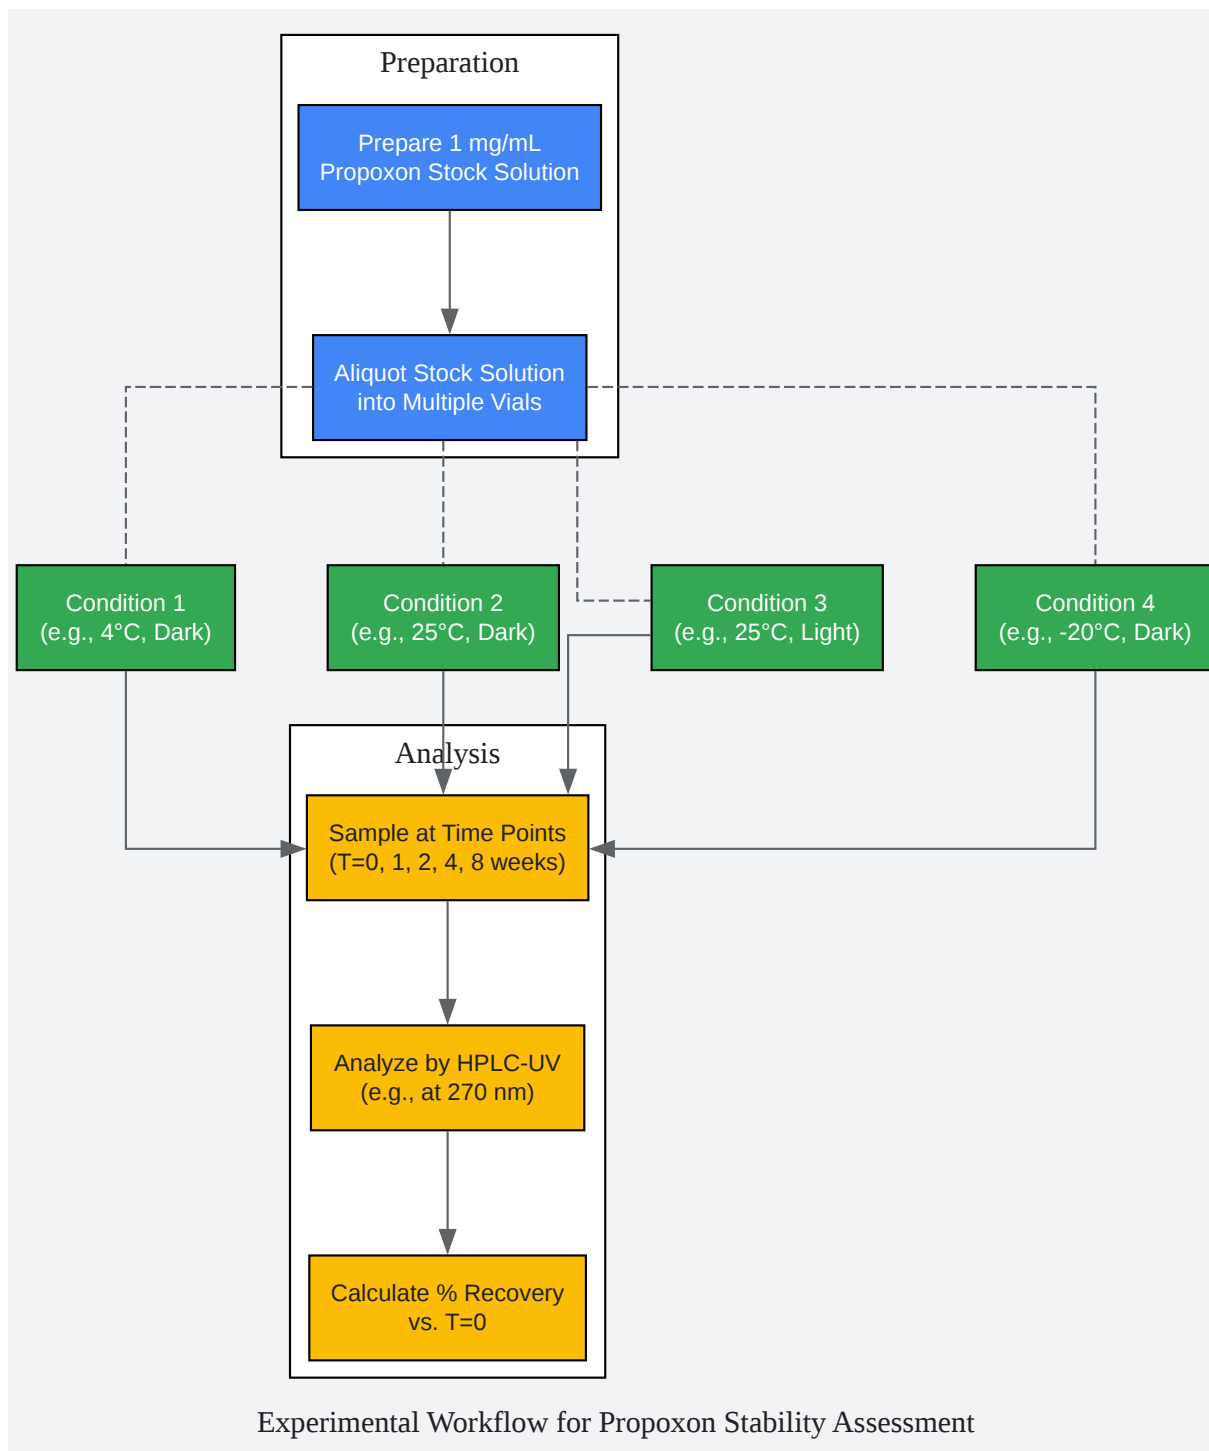 Preparation
Prepare 1 mg/mL
Propoxon Stock Solution
Aliquot Stock Solution
into Multiple Vials
Condition 1
(e.g., 4°C, Dark)
Condition 2
(e.g., 25°C, Dark)
Condition 3
(e.g., 25°C, Light)
Condition 4
(e.g., -20°C, Dark)
Analysis
Sample at Time Points
(T=0, 1, 2, 4, 8 weeks)
Analyze by HPLC-UV
(e.g., at 270 nm)
Calculate % Recovery
vs. T=0
Experimental Workflow for Propoxon Stability Assessment